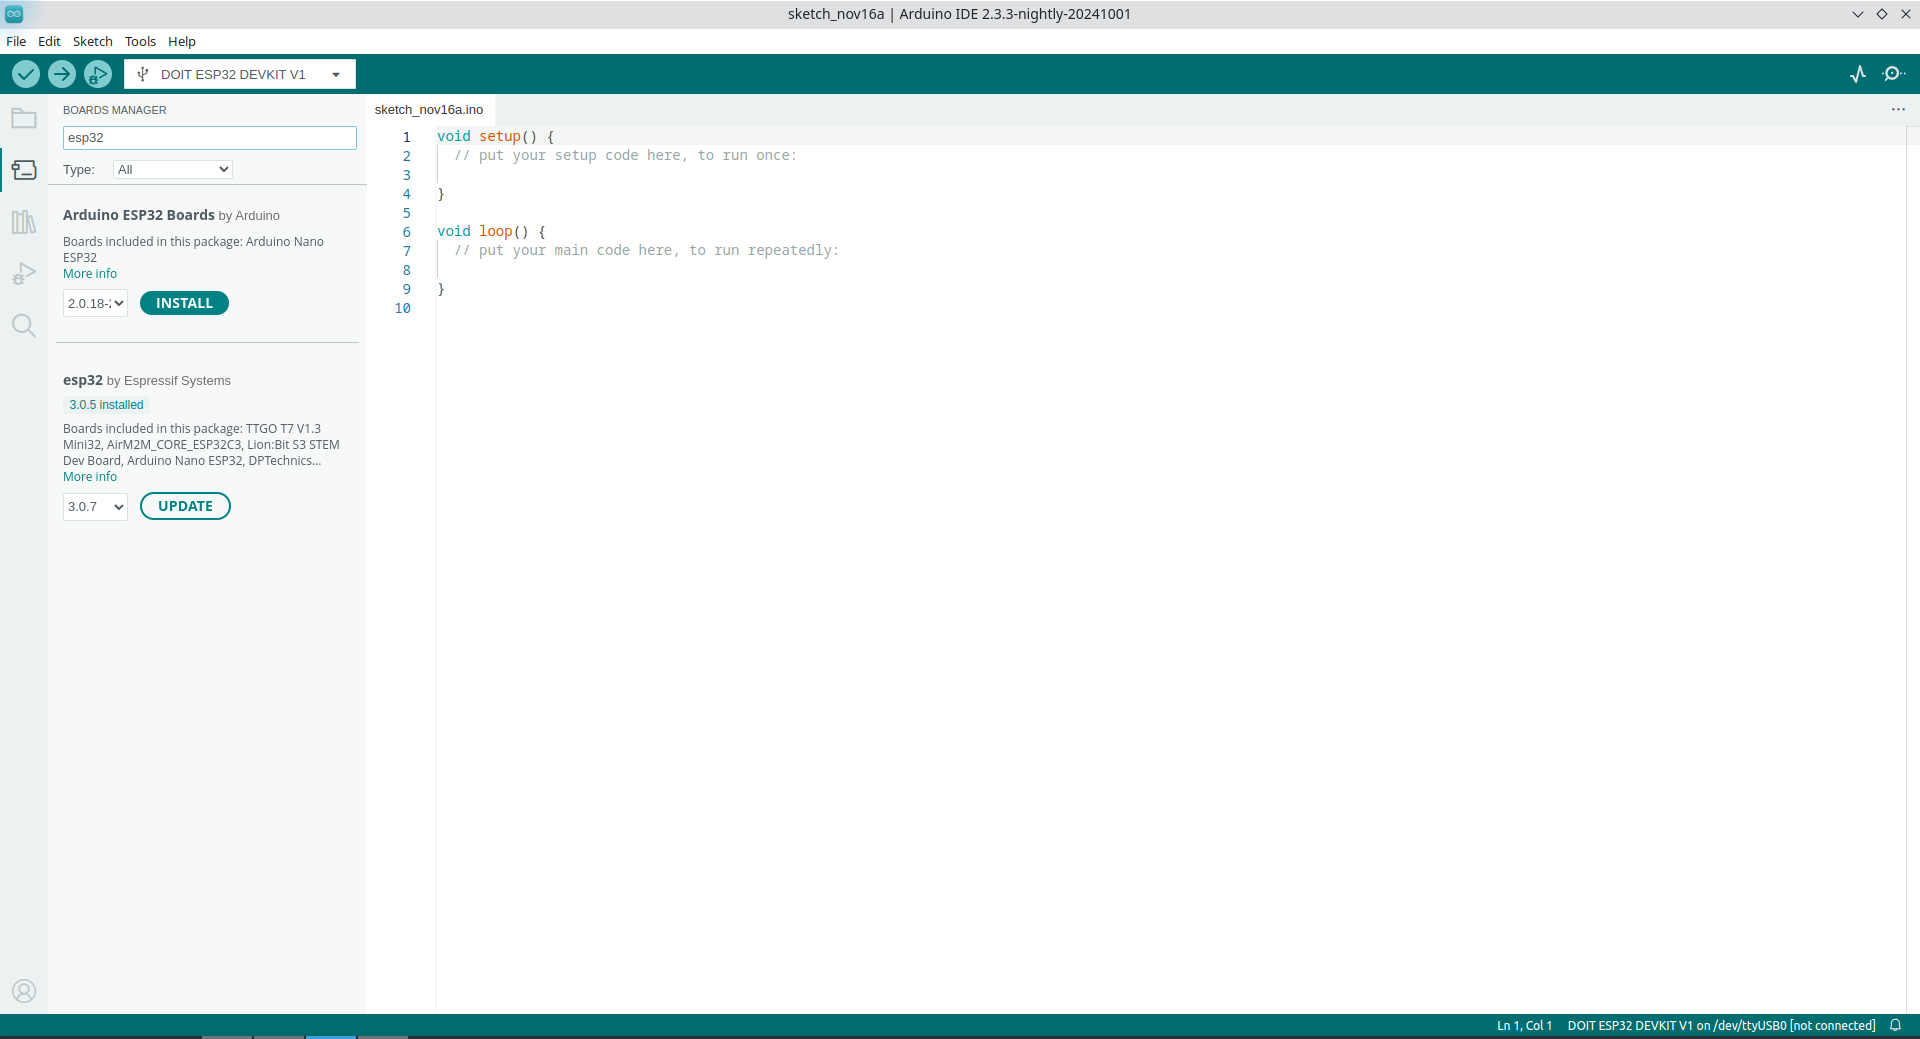 sketch_nov16a | Arduino IDE 2.3.3-nightly-20241001
File Edit Sketch Tools Help
DOIT ESP32 DEVKIT V1
BOARDS MANAGER
esp32
Type: All
Arduino ESP32 Boards by Arduino
Boards included in this package: Arduino Nano
ESP32
More info
2.0.18-
INSTALL
esp32 by Espressif Systems
3.0.5 installed
Boards included in this package: TTGO T7 V1.3
Mini32, AirM2M_CORE_ESP32C3, Lion:Bit S3 STEM
Dev Board, Arduino Nano ESP32, DPTechnics...
More info
3.0.7
UPDATE
sketch_nov16a.ino
1 void setup() {
2 // put your setup code here, to run once:
3
4 }
5
6 void loop() {
7 // put your main code here, to run repeatedly:
8
9 }
10
Ln 1, Col 1 DOIT ESP32 DEVKIT V1 on /dev/ttyUSB0 [not connected]